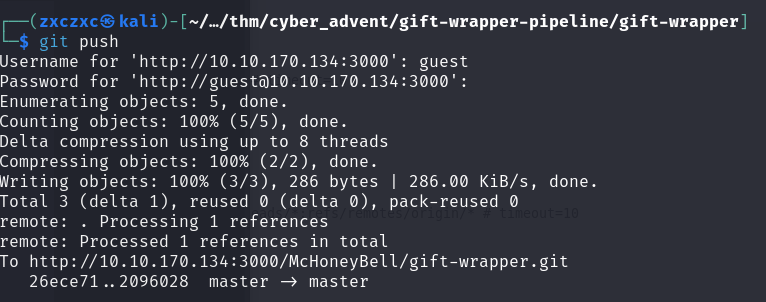 ┌──(zxczxc㉿kali)-[~/…/thm/cyber_advent/gift-wrapper-pipeline/gift-wrapper]
└─$ git push
Username for 'http://10.10.170.134:3000': guest
Password for 'http://guest@10.10.170.134:3000':
Enumerating objects: 5, done.
Counting objects: 100% (5/5), done.
Delta compression using up to 8 threads
Compressing objects: 100% (2/2), done.
Writing objects: 100% (3/3), 286 bytes | 286.00 KiB/s, done.
Total 3 (delta 1), reused 0 (delta 0), pack-reused 0
/refs/remotes/origin/* # timeout=10
remote: . Processing 1 references
remote: Processed 1 references in total
To http://10.10.170.134:3000/McHoneyBell/gift-wrapper.git
26ece71..2096028  master -> master